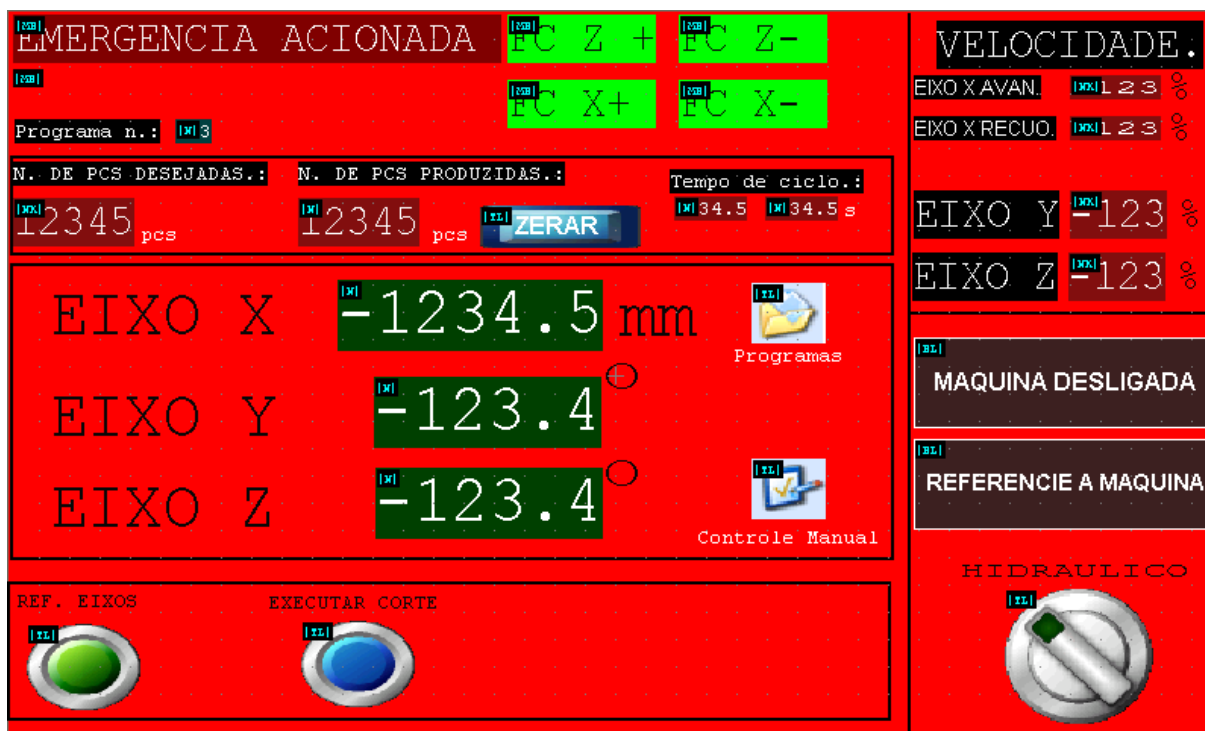 EMERGENCIA ACIONADA
FC Z +
FC Z-
FC X+
FC X-
Programa n.: 3
N. DE PCS DESEJADAS.:
12345 pcs
N. DE PCS PRODUZIDAS.:
12345 pcs
ZERAR
Tempo de ciclo.:
34.5 34.5 s
EIXO X -1234.5 mm
EIXO Y -123.4
EIXO Z -123.4
Programas
Controle Manual
REF. EIXOS
EXECUTAR CORTE
VELOCIDADE.
EIXO X AVAN. 123 %
EIXO X RECUO. 123 %
EIXO Y -123 %
EIXO Z -123 %
MAQUINA DESLIGADA
REFERENCIE A MAQUINA
HIDRAULICO